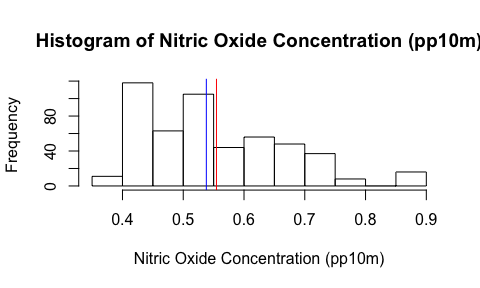 Histogram of Nitric Oxide Concentration (pp10m)
Frequency
80
40
0
0.4 0.5 0.6 0.7 0.8 0.9
Nitric Oxide Concentration (pp10m)